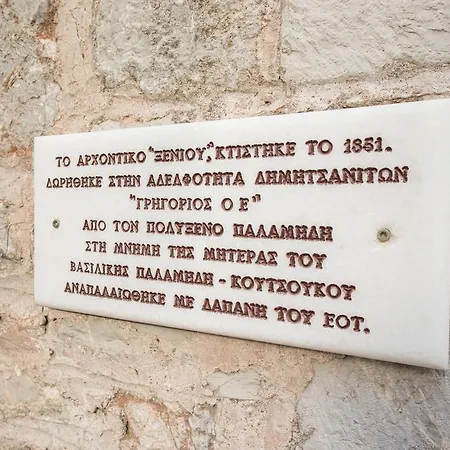 ΤΟ ΑΡΧΟΝΤΙΚΟ "ΞΕΝΙΟΥ", ΚΤΙΣΤΗΚΕ ΤΟ 1851.
ΔΩΡΗΘΗΚΕ ΣΤΗΝ ΑΔΕΛΦΟΤΗΤΑ ΔΗΜΗΤΣΑΝΙΤΩΝ
"ΓΡΗΓΟΡΙΟΣ Ο Ε'"
ΑΠΟ ΤΟΝ ΠΟΛΥΞΕΝΟ ΠΑΛΑΜΗΔΗ
ΣΤΗ ΜΝΗΜΗ ΤΗΣ ΜΗΤΕΡΑΣ ΤΟΥ
ΒΑΣΙΛΙΚΗΣ ΠΑΛΑΜΗΔΗ - ΚΟΥΤΣΟΥΚΟΥ
ΑΝΑΠΑΛΑΙΩΘΗΚΕ ΜΕ ΔΑΠΑΝΗ ΤΟΥ ΕΟΤ.